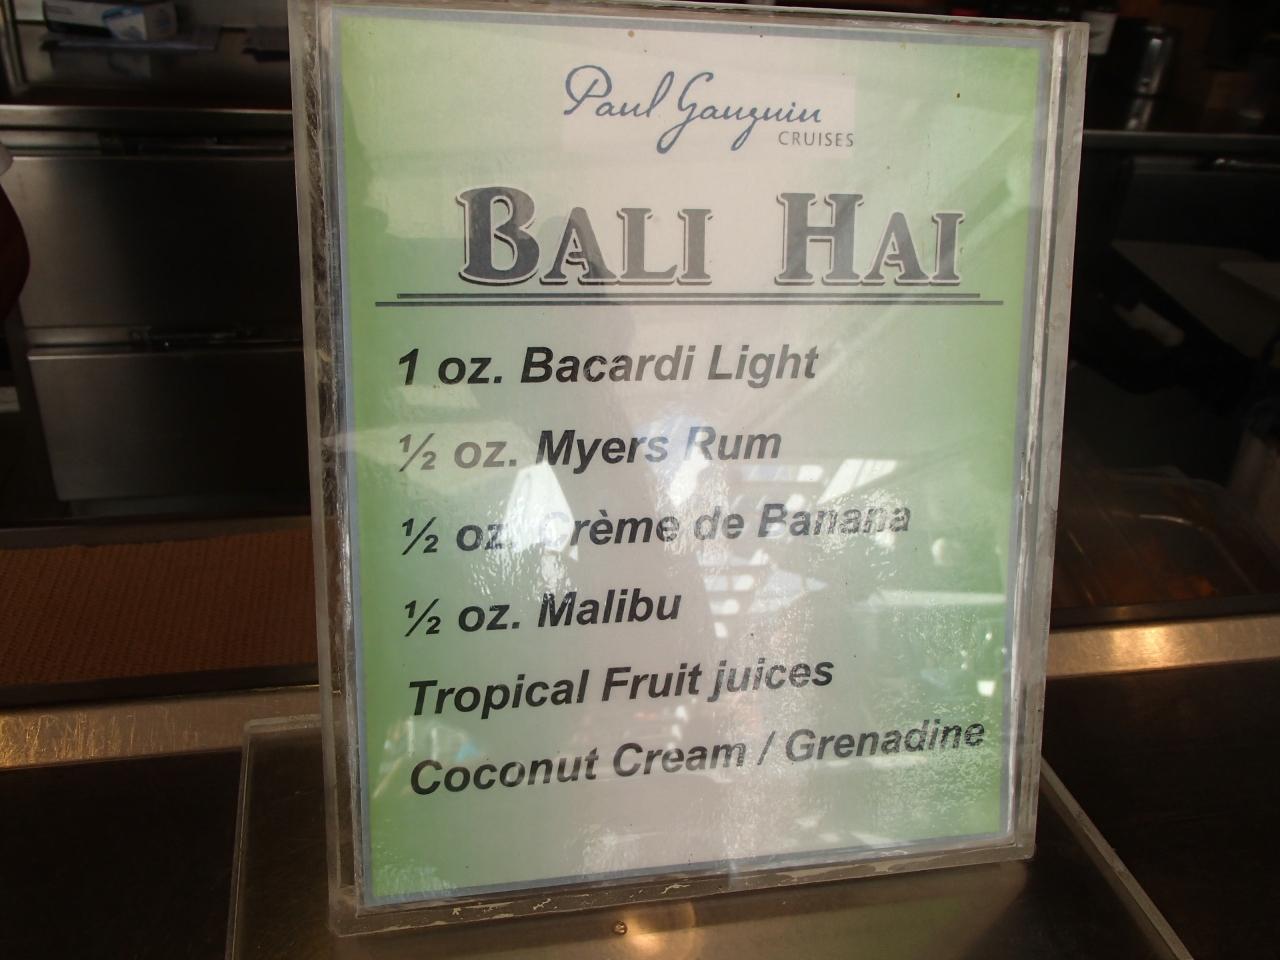 Paul Gauguin
CRUISES
BALI HAI
1 oz. Bacardi Light
½ oz. Myers Rum
½ oz. Crème de Banana
½ oz. Malibu
Tropical Fruit juices
Coconut Cream / Grenadine